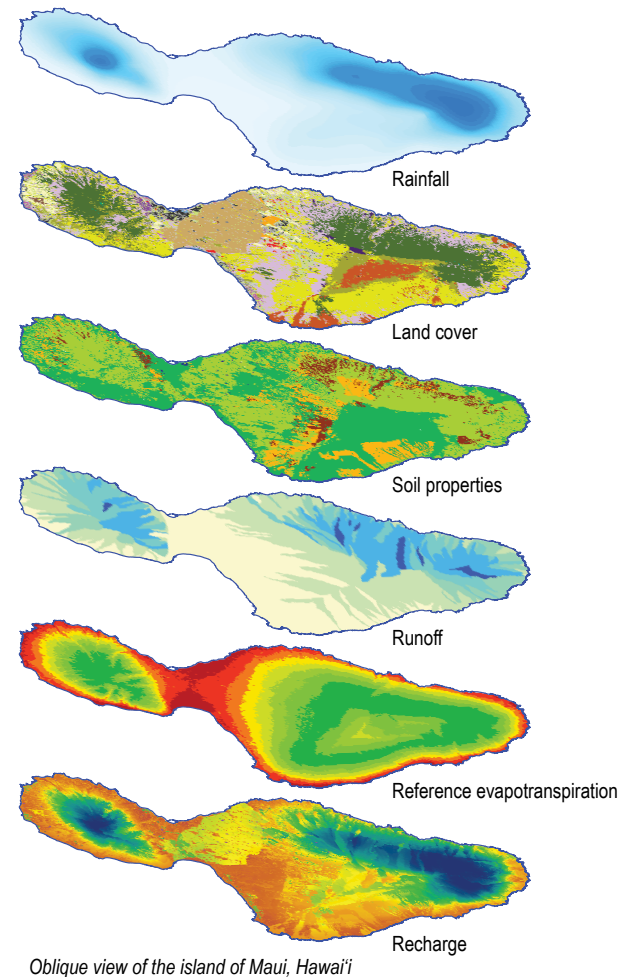 Rainfall
Land cover
Soil properties
Runoff
Reference evapotranspiration
Recharge
Oblique view of the island of Maui, Hawai‘i